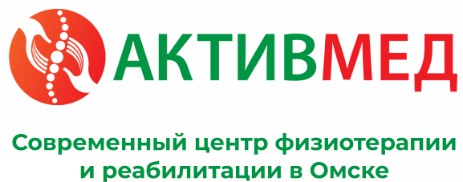 АКТИВМЕД
Современный центр физиотерапии
и реабилитации в Омске